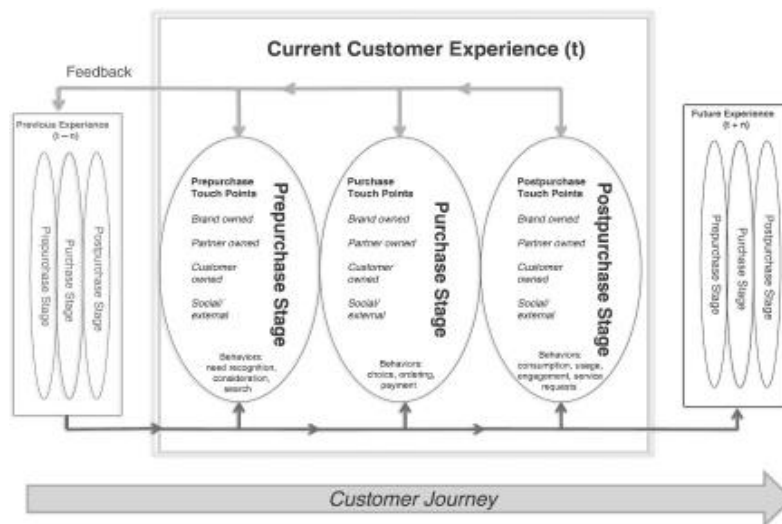 Current Customer Experience (t)
Feedback
Previous Experience
(t – n)
Prepurchase Stage
Purchase Stage
Postpurchase Stage
Prepurchase
Touch Points
Brand owned
Partner owned
Customer
owned
Social/
external
Prepurchase Stage
Behaviors:
need recognition,
consideration,
search
Purchase
Touch Points
Brand owned
Partner owned
Customer
owned
Social/
external
Purchase Stage
Behaviors:
choice, ordering,
payment
Postpurchase
Touch Points
Brand owned
Partner owned
Customer
owned
Social/
external
Postpurchase Stage
Behaviors:
consumption, usage,
engagement, service
requests
Future Experience
(t + n)
Prepurchase Stage
Purchase Stage
Postpurchase Stage
Customer Journey